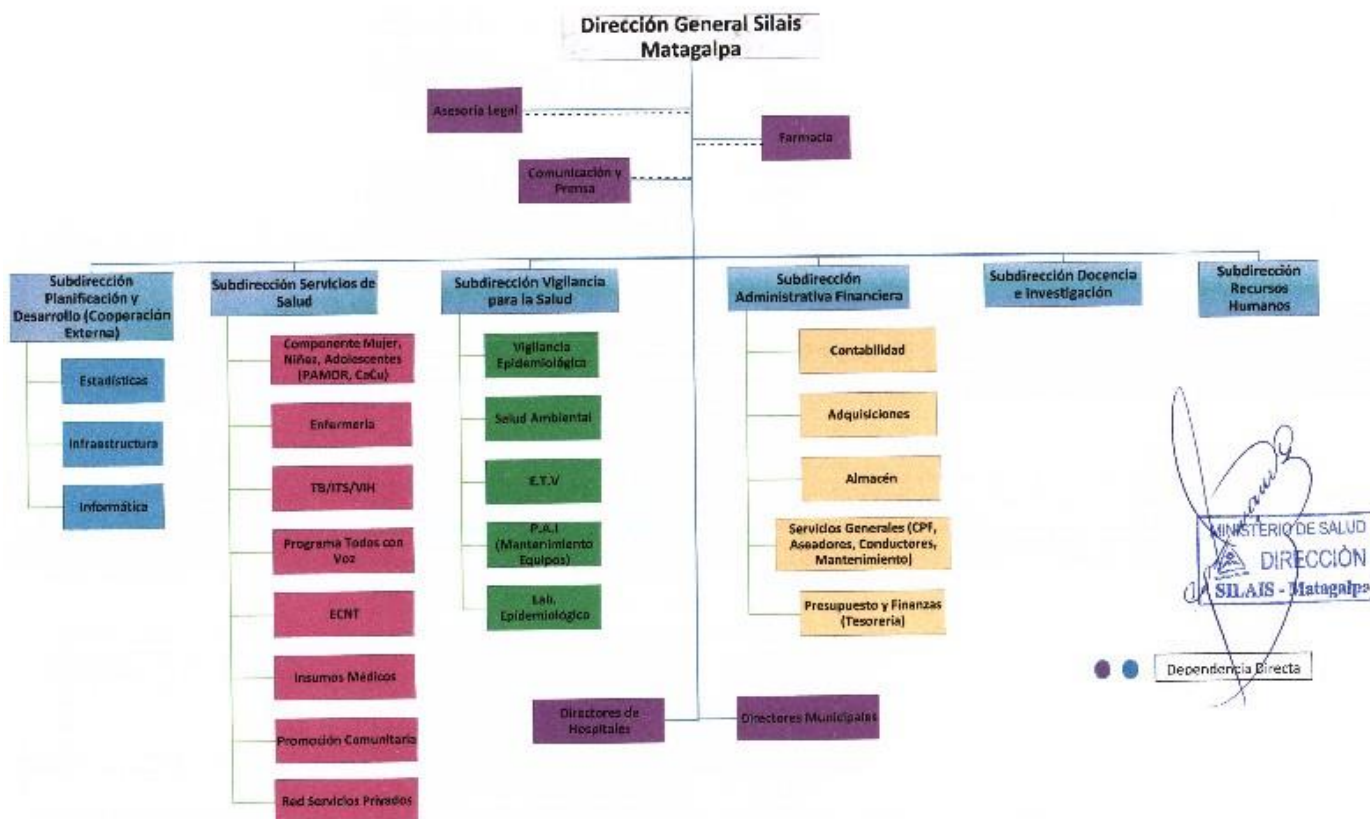 Dirección General Silais
Matagalpa
Asesoría Legal
Farmacia
Comunicación y
Prensa
Subdirección
Planificación y
Desarrollo (Cooperación
Externa)
Estadísticas
Infraestructura
Informática
Subdirección Servicios de
Salud
Componente Mujer,
Niñez, Adolescentes
(PAMOR, CaCu)
Enfermería
TB/ITS/VIH
Programa Todos con
Voz
ECNT
Insumos Médicos
Promoción Comunitaria
Red Servicios Privados
Subdirección Vigilancia
para la Salud
Vigilancia
Epidemiológica
Salud Ambiental
E.T.V
P.A.I
(Mantenimiento
Equipos)
Lab.
Epidemiológico
Subdirección
Administrativa Financiera
Contabilidad
Adquisiciones
Almacén
Servicios Generales (CPF,
Aseadores, Conductores,
Mantenimiento)
Presupuesto y Finanzas
(Tesorería)
Subdirección Docencia
e Investigación
Subdirección
Recursos
Humanos
Directores de
Hospitales
Directores Municipales
MINISTERIO DE SALUD
DIRECCIÓN
SILAIS - Matagalpa
Dependencia Directa